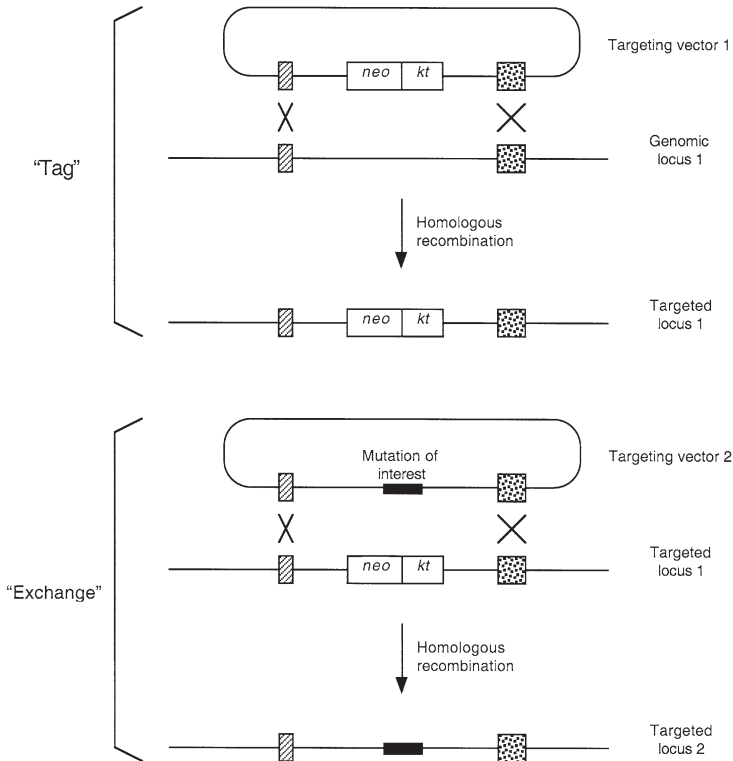 Targeting vector 1
neo kt
Genomic
locus 1
“Tag”
Homologous
recombination
neo kt
Targeted
locus 1
Targeting vector 2
Mutation of
interest
Targeted
locus 1
neo kt
“Exchange”
Homologous
recombination
Targeted
locus 2